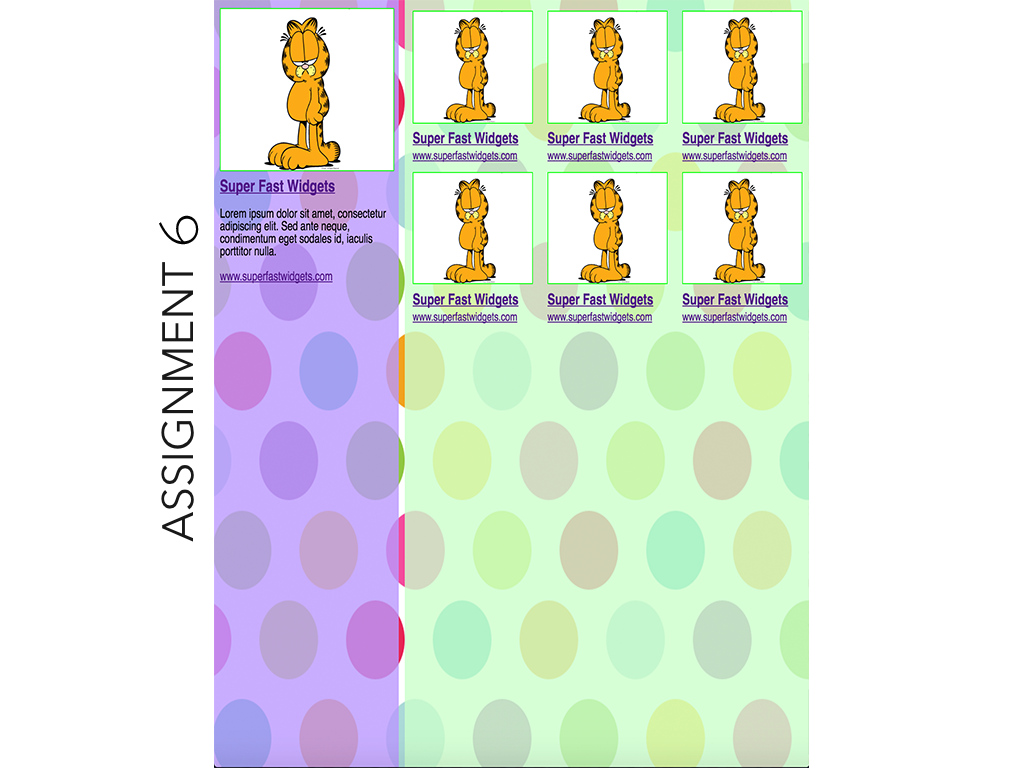 ASSIGNMENT 6
Super Fast Widgets
Lorem ipsum dolor sit amet, consectetur
adipiscing elit. Sed ante neque,
condimentum eget sodales id, iaculis
porttitor nulla.
www.superfastwidgets.com
Super Fast Widgets
www.superfastwidgets.com
Super Fast Widgets
www.superfastwidgets.com
Super Fast Widgets
www.superfastwidgets.com
Super Fast Widgets
www.superfastwidgets.com
Super Fast Widgets
www.superfastwidgets.com
Super Fast Widgets
www.superfastwidgets.com